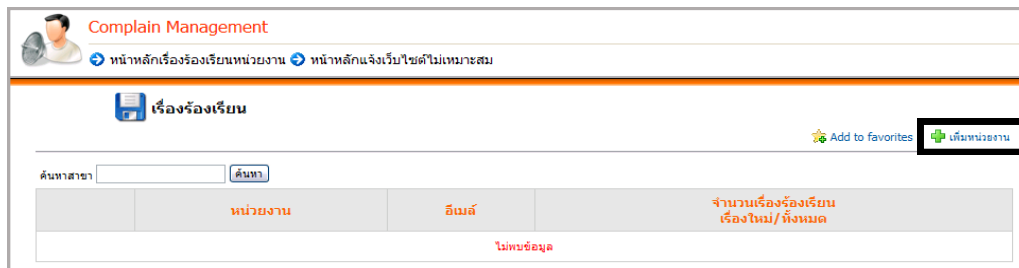 Complain Management
หน้าหลักเรื่องร้องเรียนหน่วยงาน หน้าหลักแจ้งเว็บไซต์ไม่เหมาะสม
เรื่องร้องเรียน
Add to favorites เพิ่มหน่วยงาน
ค้นหาสาขา ค้นหา
หน่วยงาน อีเมล์ จำนวนเรื่องร้องเรียน
เรื่องใหม่/ทั้งหมด
ไม่พบข้อมูล